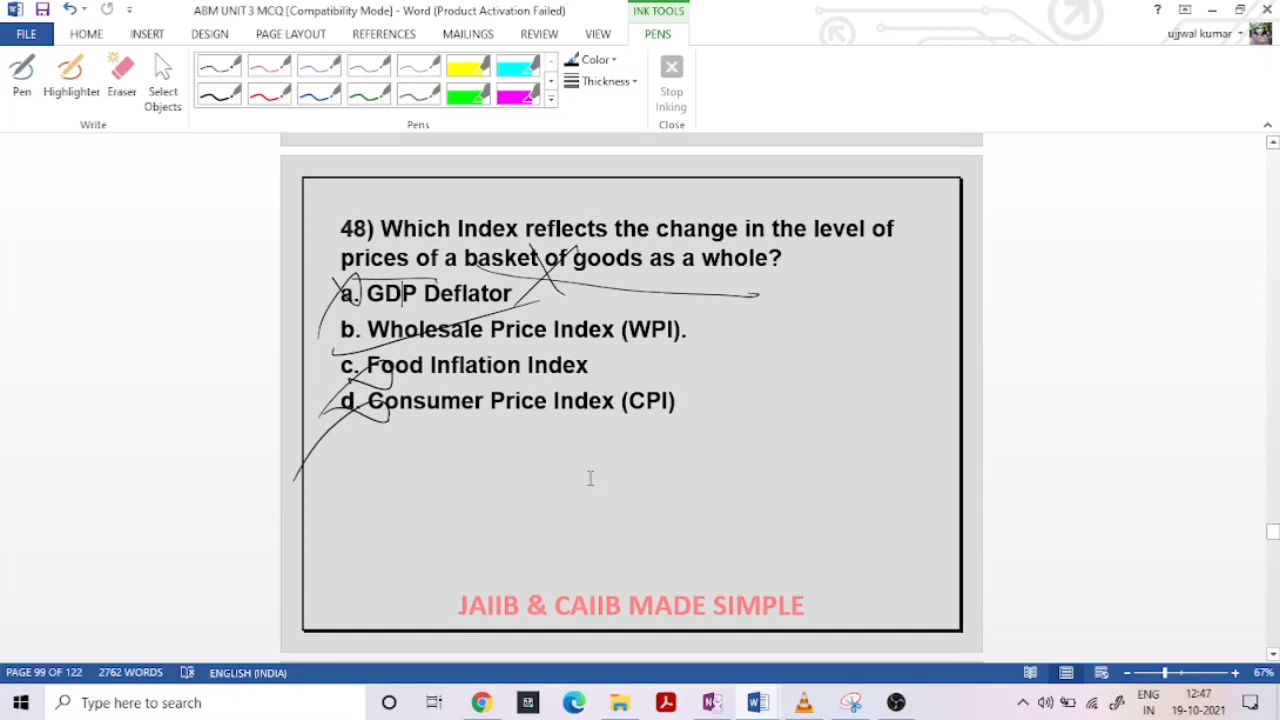 ABM UNIT 3 MCQ [Compatibility Mode] - Word (Product Activation Failed)
INK TOOLS
?
FILE
HOME
INSERT
DESIGN
PAGE LAYOUT
REFERENCES
MAILINGS
REVIEW
VIEW
PENS
ujjwal kumar
Pen
Highlighter
Eraser
Select
Objects
Color
Thickness
Stop
Inking
Write
Pens
Close
48) Which Index reflects the change in the level of
prices of a basket of goods as a whole?
a. GDP Deflator
b. Wholesale Price Index (WPI).
c. Food Inflation Index
d. Consumer Price Index (CPI)
JAIIB & CAIIB MADE SIMPLE
PAGE 99 OF 122
2762 WORDS
ENGLISH (INDIA)
67%
Type here to search
ENG
IN
12:47
19-10-2021